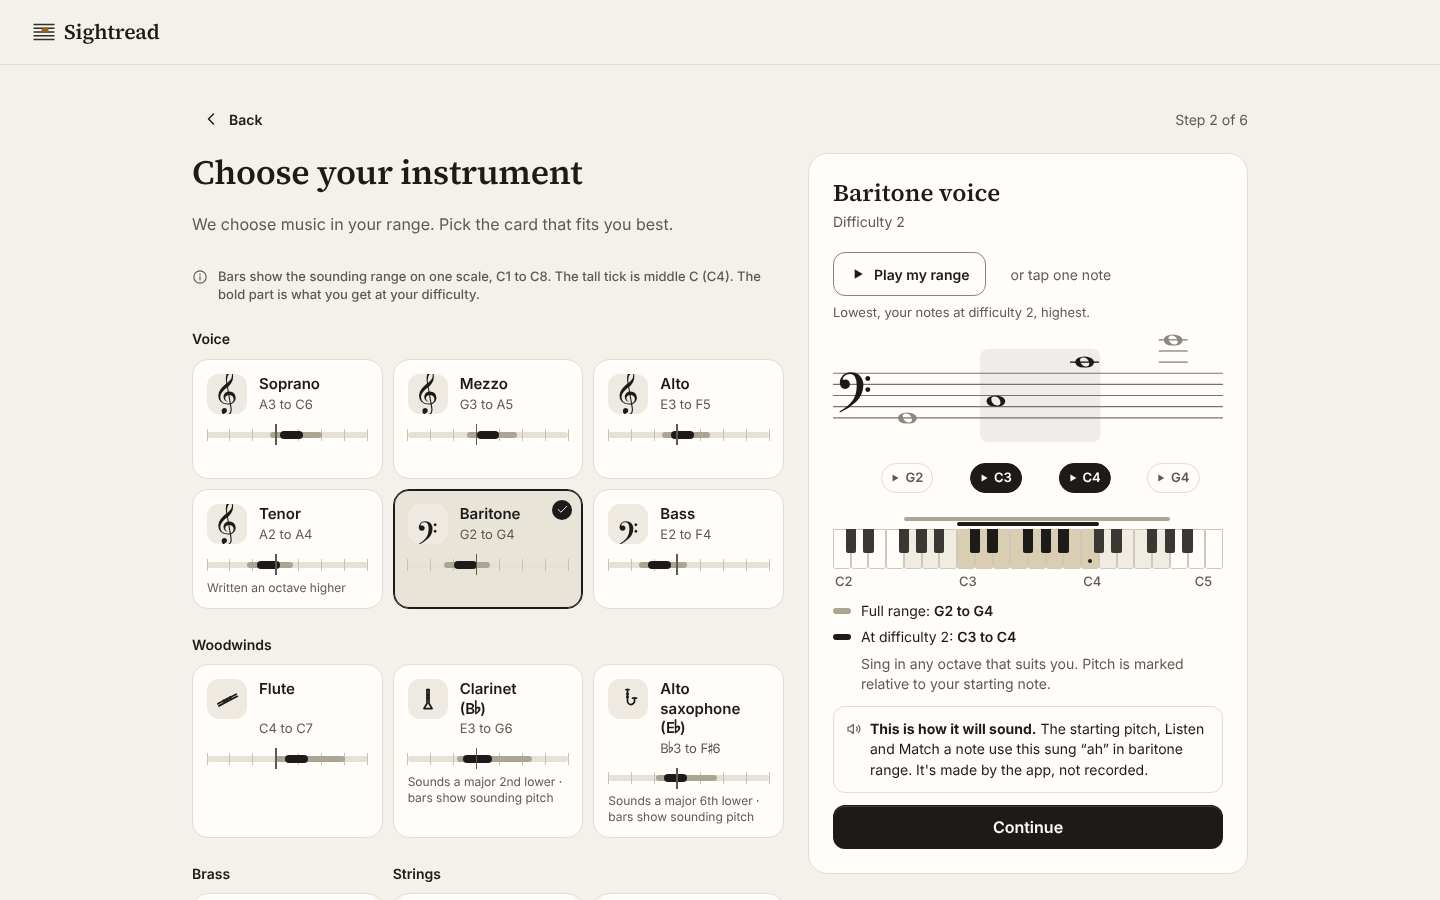 Sightread
Back
Step 2 of 6
Choose your instrument
We choose music in your range. Pick the card that fits you best.
Bars show the sounding range on one scale, C1 to C8. The tall tick is middle C (C4). The
bold part is what you get at your difficulty.
Voice
Soprano
A3 to C6
Mezzo
G3 to A5
Alto
E3 to F5
Tenor
A2 to A4
Written an octave higher
Baritone
G2 to G4
Bass
E2 to F4
Woodwinds
Flute
C4 to C7
Clarinet
(B♭)
E3 to G6
Sounds a major 2nd lower ·
bars show sounding pitch
Alto
saxophone
(E♭)
B♭3 to F♯6
Sounds a major 6th lower ·
bars show sounding pitch
Brass
Strings
Baritone voice
Difficulty 2
Play my range
or tap one note
Lowest, your notes at difficulty 2, highest.
G2
C3
C4
G4
C2
C3
C4
C5
Full range: G2 to G4
At difficulty 2: C3 to C4
Sing in any octave that suits you. Pitch is marked
relative to your starting note.
This is how it will sound. The starting pitch, Listen
and Match a note use this sung “ah” in baritone
range. It's made by the app, not recorded.
Continue